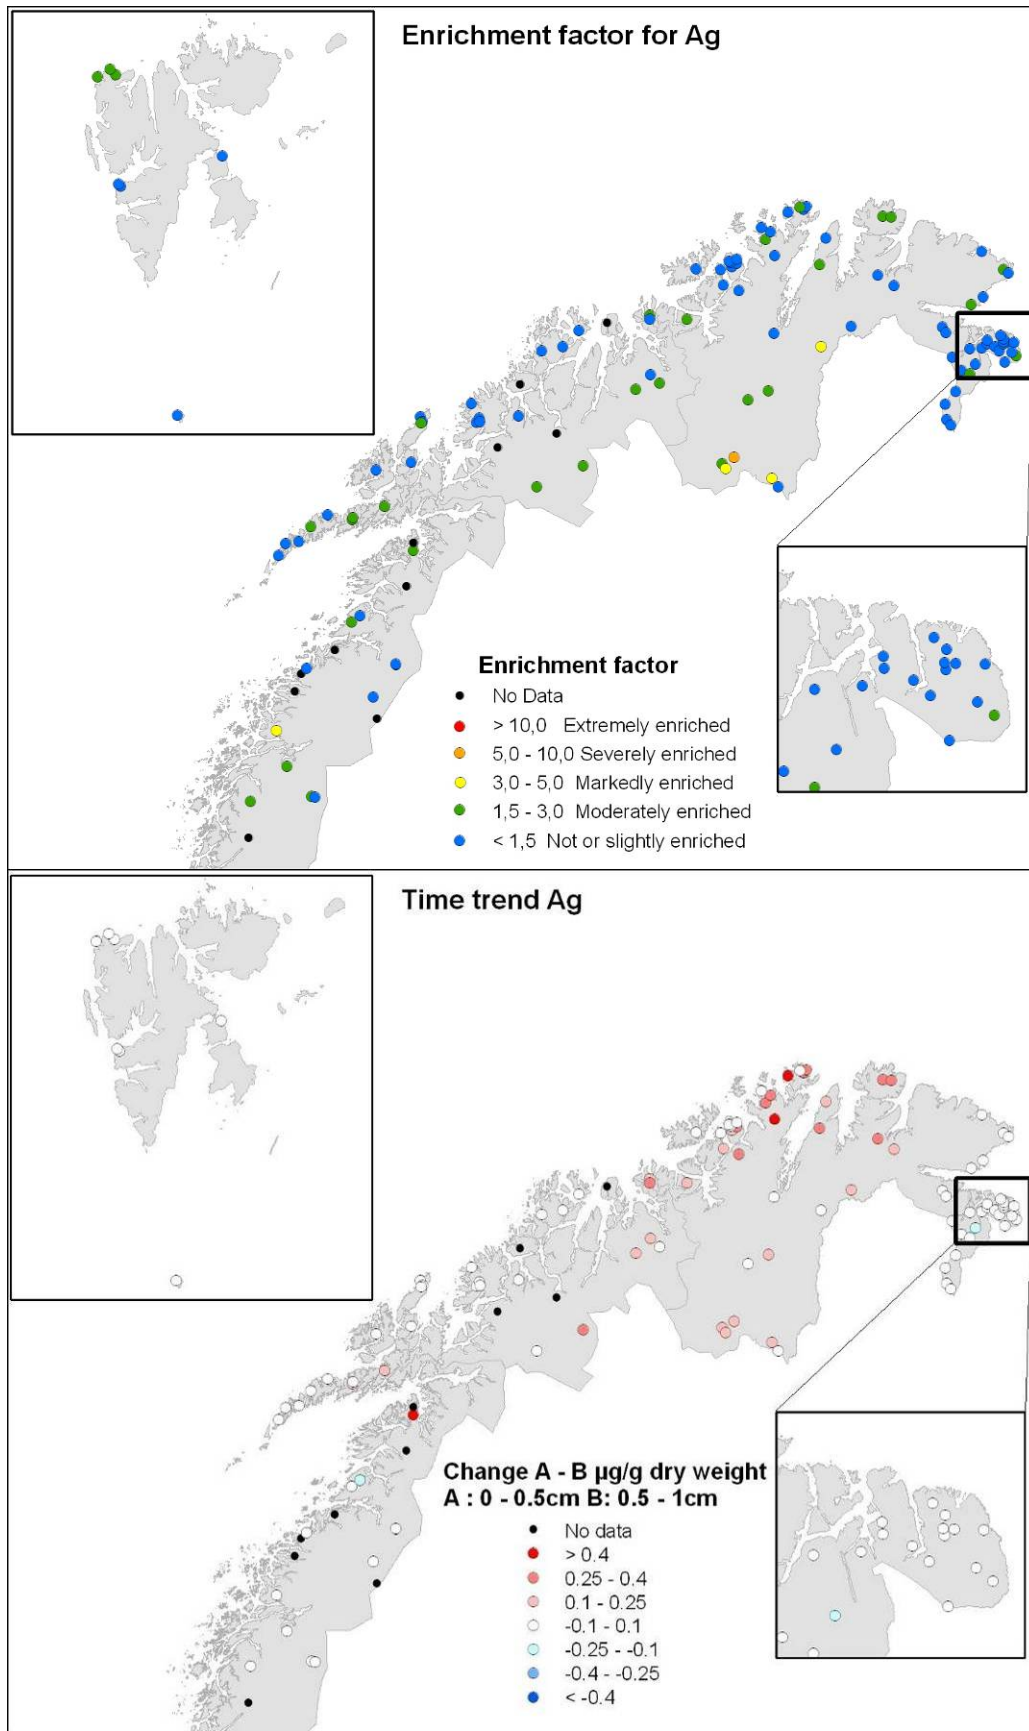 Enrichment factor for Ag
Enrichment factor
No Data
> 10,0 Extremely enriched
5,0 - 10,0 Severely enriched
3,0 - 5,0 Markedly enriched
1,5 - 3,0 Moderately enriched
< 1,5 Not or slightly enriched
Time trend Ag
Change A - B µg/g dry weight
A : 0 - 0.5cm B: 0.5 - 1cm
No data
> 0.4
0.25 - 0.4
0.1 - 0.25
-0.1 - 0.1
-0.25 - -0.1
-0.4 - -0.25
< -0.4